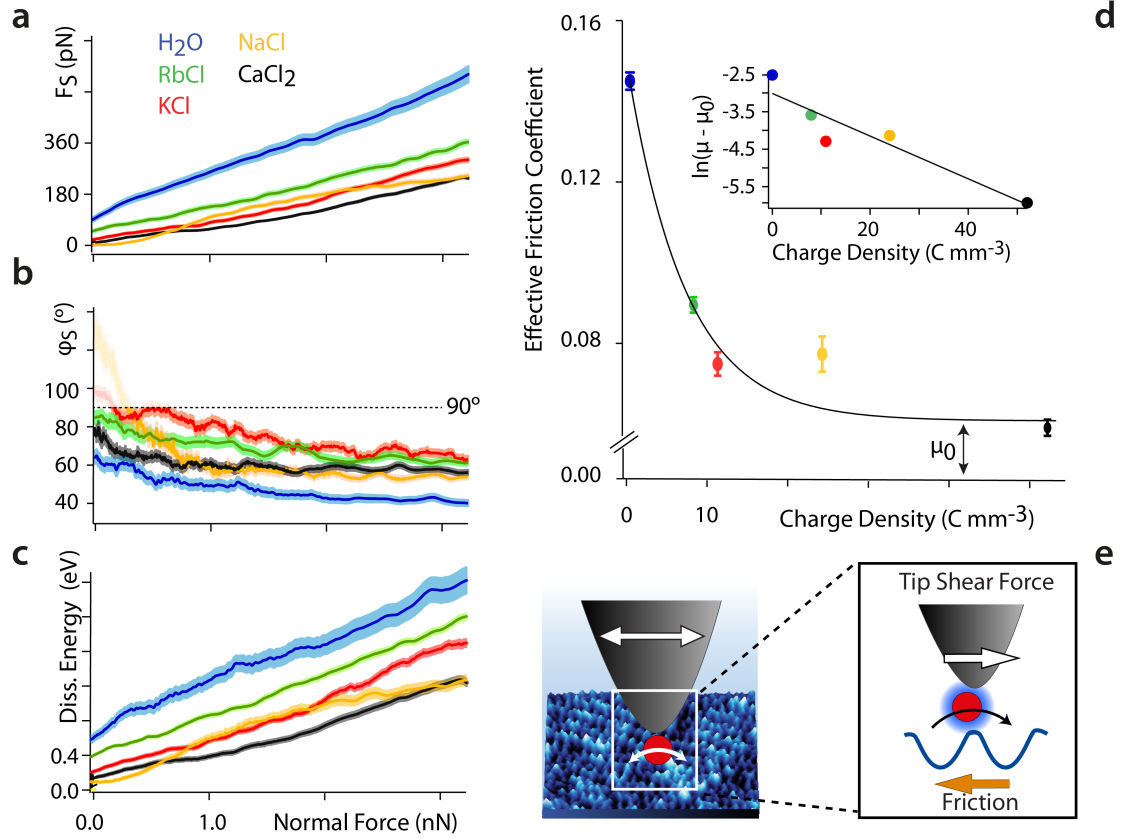 a
Fs (pN)
H2O
NaCl
RbCl
CaCl2
KCl
360
180
0
b
φs (º)
100
80
60
40
90º
c
Diss. Energy (eV)
0.4
0.0
0.0
1.0
Normal Force (nN)
d
Effective Friction Coefficient
0.16
0.12
0.08
0.00
μ0
0
10
Charge Density (C mm-3)
ln(μ - μ0)
-2.5
-3.5
-4.5
-5.5
0
20
40
Charge Density (C mm-3)
e
Tip Shear Force
Friction